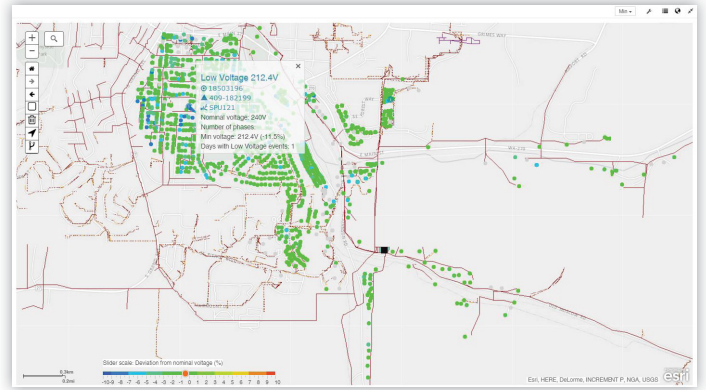 Min
Low Voltage 212.4V
18503196
409-182199
SPU121
Nominal voltage: 240V
Number of phases:
Min voltage: 212.4V (-11.5%)
Days with Low Voltage events: 1
Slider scale: Deviation from nominal voltage (%)
-10 -9 -8 -7 -6 -5 -4 -3 -2 -1 0 1 2 3 4 5 6 7 8 9 10
0.3km
Esri, HERE, DeLorme, INCREMENT P, NGA, USGS
esri